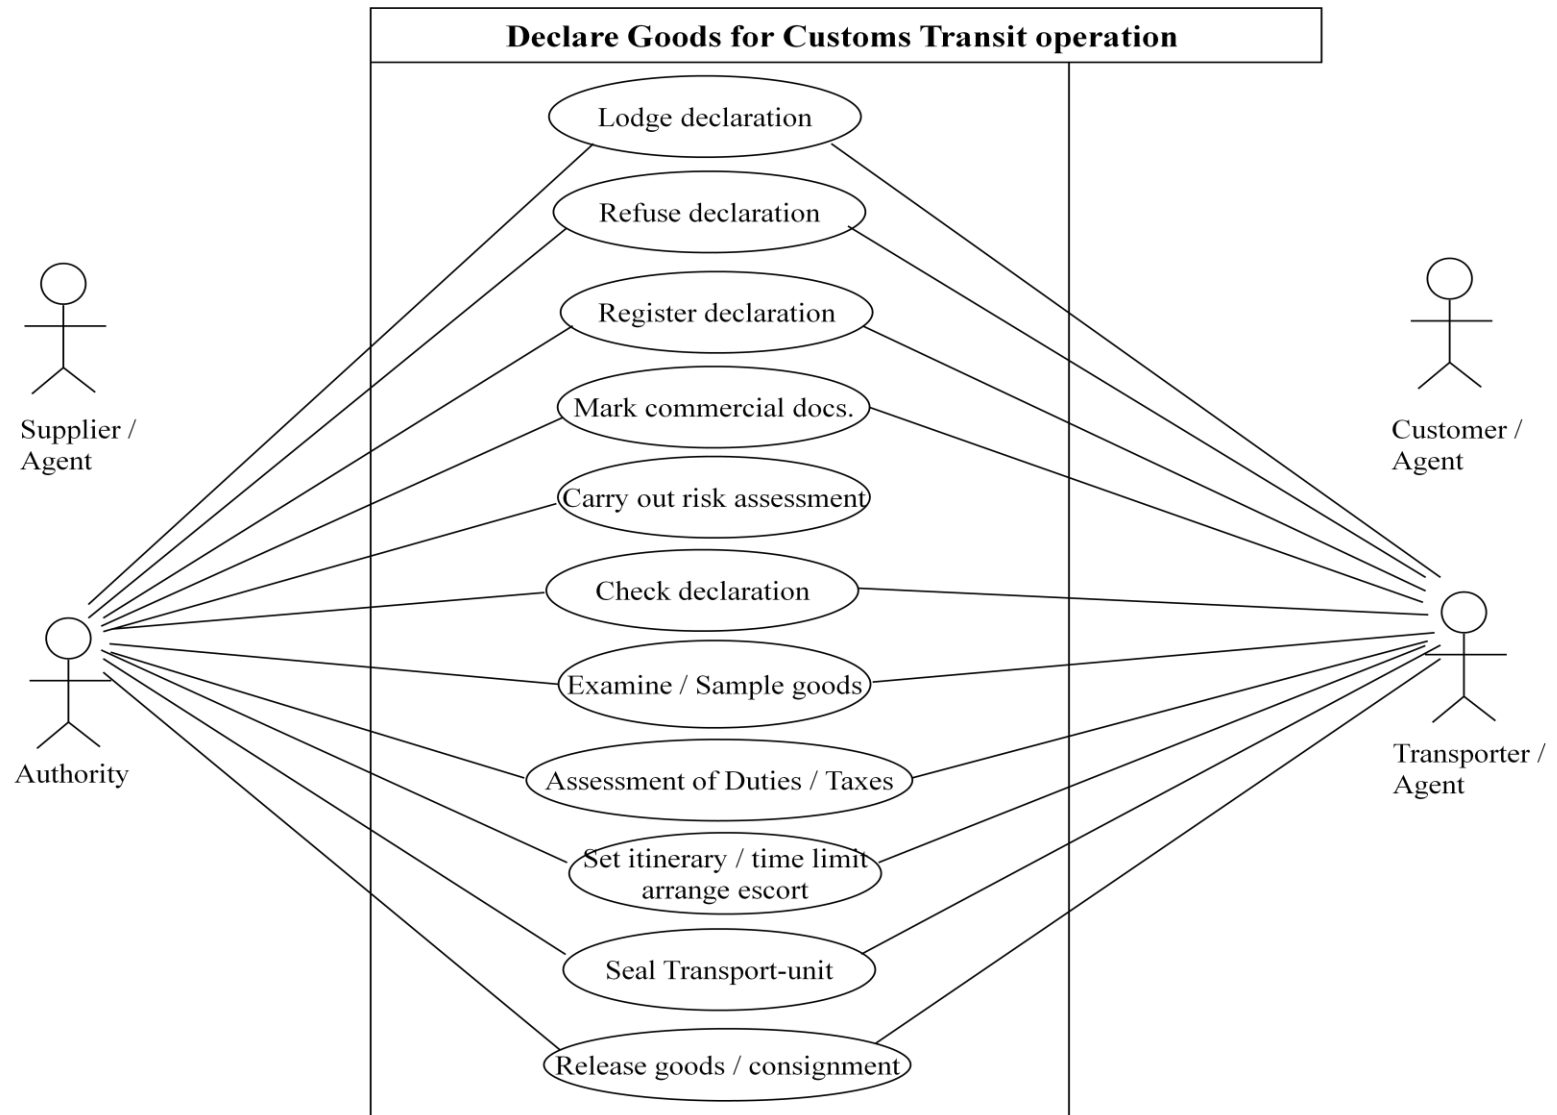 Declare Goods for Customs Transit operation
Lodge declaration
Refuse declaration
Register declaration
Mark commercial docs.
Carry out risk assessment
Check declaration
Examine / Sample goods
Assessment of Duties / Taxes
Set itinerary / time limit
arrange escort
Seal Transport-unit
Release goods / consignment
Supplier /
Agent
Authority
Customer /
Agent
Transporter /
Agent